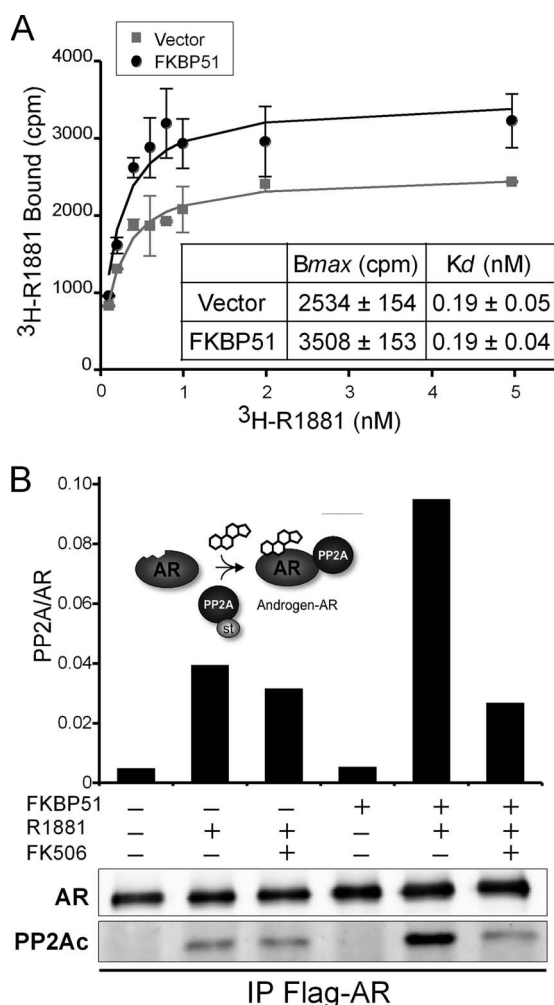 A
Vector
FKBP51
³H-R1881 Bound (cpm)
4000
3000
2000
1000
0
Bmax (cpm) Kd (nM)
Vector 2534 ± 154 0.19 ± 0.05
FKBP51 3508 ± 153 0.19 ± 0.04
0 1 2 3 4 5
³H-R1881 (nM)
B
PP2A/AR
0.10
0.08
0.06
0.04
0.02
0.00
AR AR PP2A
PP2A Androgen-AR
st
FKBP51 – – – + + +
R1881 – + + – + +
FK506 – – + – – +
AR
PP2Ac
IP Flag-AR